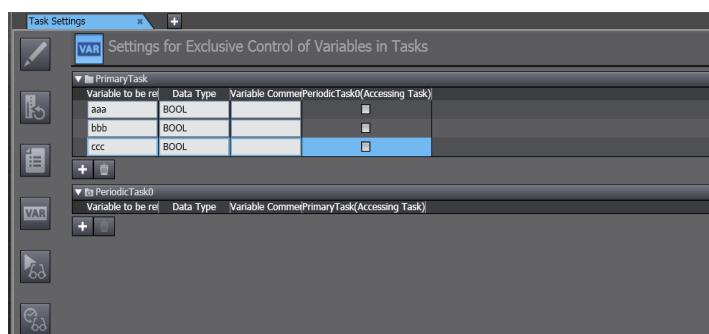 Task Settings
VAR Settings for Exclusive Control of Variables in Tasks
PrimaryTask
Variable to be re Data Type Variable Comme PeriodicTask0(Accessing Task)
aaa BOOL
bbb BOOL
ccc BOOL
PeriodicTask0
Variable to be re Data Type Variable Comme PrimaryTask(Accessing Task)
VAR